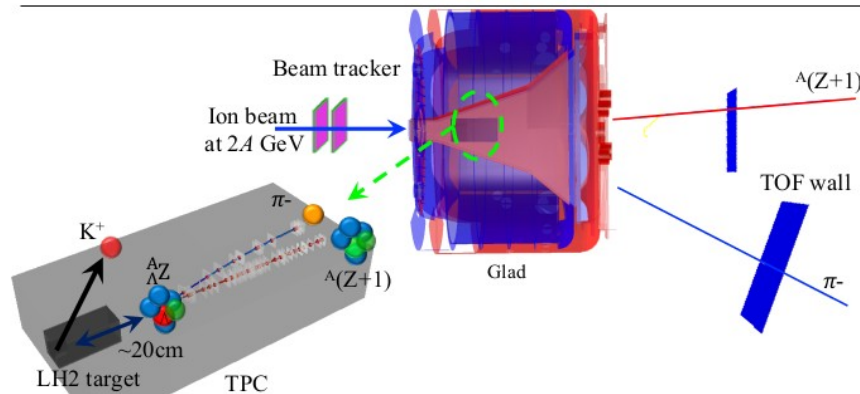 Beam tracker
Ion beam
at 2A GeV
ᴬ(Z+1)
TOF wall
π-
Glad
π-
K⁺
ᴬ_ΛZ
ᴬ(Z+1)
Λ
~20cm
LH2 target
TPC